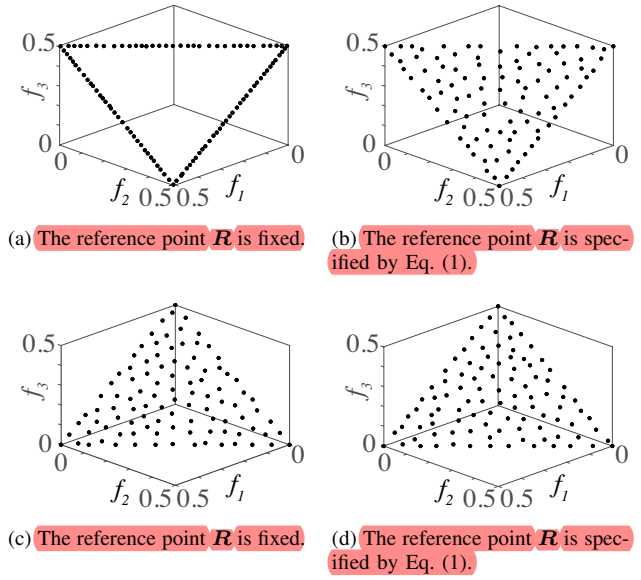 0.5
f3
0
0
f2
0.5
0.5
f1
0
(a) The reference point R is fixed.
0.5
f3
0
0
f2
0.5
0.5
f1
0
(b) The reference point R is spec-
ified by Eq. (1).
0.5
f3
0
0
f2
0.5
0.5
f1
0
(c) The reference point R is fixed.
0.5
f3
0
0
f2
0.5
0.5
f1
0
(d) The reference point R is spec-
ified by Eq. (1).